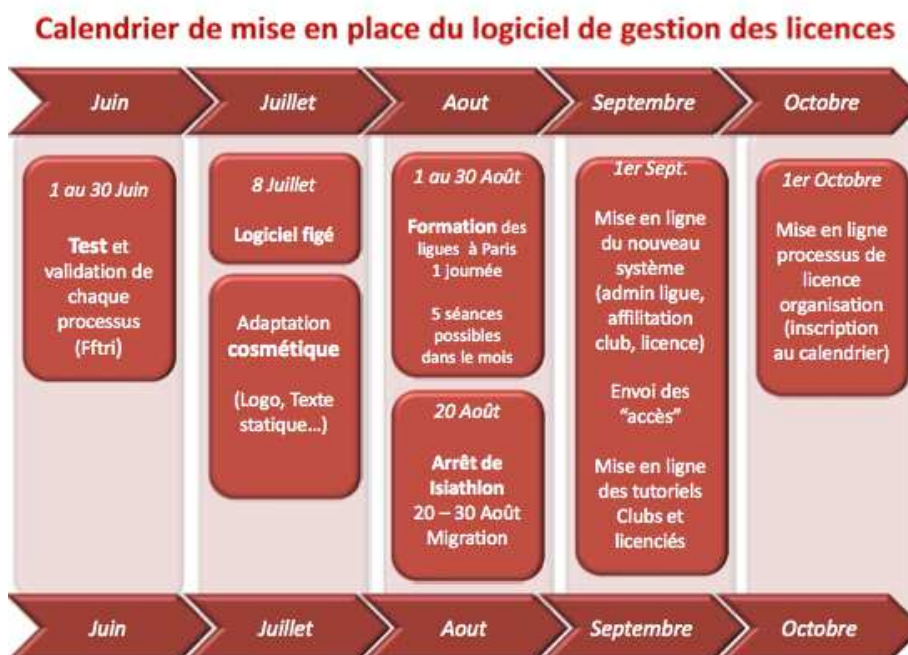 Calendrier de mise en place du logiciel de gestion des licences
Juin
Juillet
Aout
Septembre
Octobre
1 au 30 Juin
Test et
validation de
chaque
processus
(Fftri)
8 Juillet
Logiciel figé
Adaptation
cosmétique
(Logo, Texte
statique...)
1 au 30 Août
Formation des
ligues à Paris
1 journée
5 séances
possibles
dans le mois
20 Août
Arrêt de
Isiathlon
20 – 30 Août
Migration
1er Sept.
Mise en ligne
du nouveau
système
(admin ligue,
affilitation
club, licence)
Envoi des
“accès”
Mise en ligne
des tutoriels
Clubs et
licenciés
1er Octobre
Mise en ligne
processus de
licence
organisation
(inscription
au calendrier)
Juin
Juillet
Aout
Septembre
Octobre